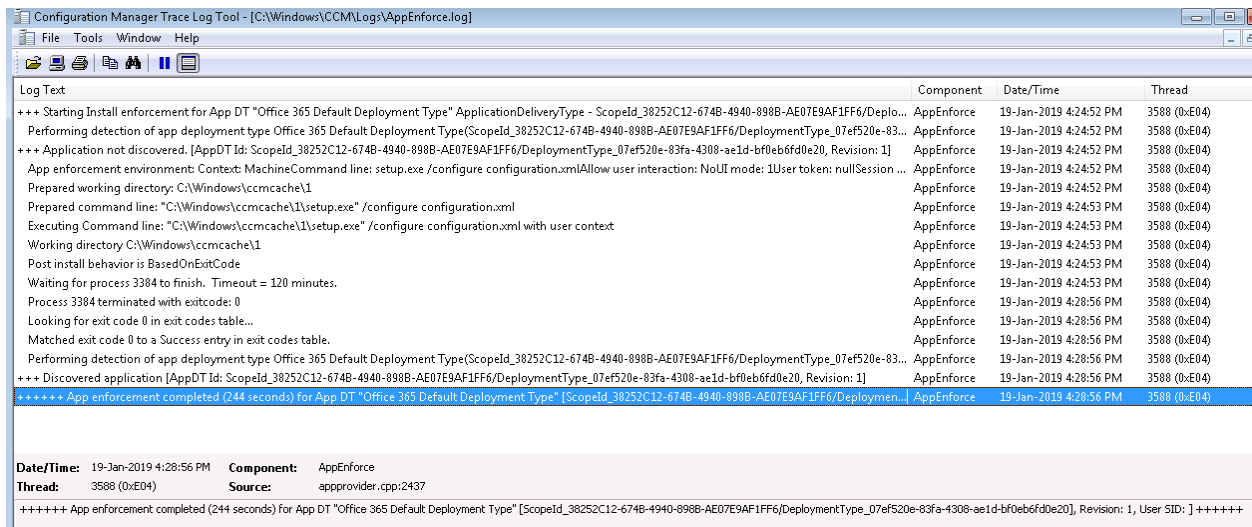 Configuration Manager Trace Log Tool - [C:\Windows\CCM\Logs\AppEnforce.log]
File Tools Window Help
Log Text Component Date/Time Thread
+++ Starting Install enforcement for App DT "Office 365 Default Deployment Type" ApplicationDeliveryType - ScopeId_38252C12-674B-4940-898B-AE07E9AF1FF6/Deplo... AppEnforce 19-Jan-2019 4:24:52 PM 3588 (0xE04)
Performing detection of app deployment type Office 365 Default Deployment Type(ScopeId_38252C12-674B-4940-898B-AE07E9AF1FF6/DeploymentType_07ef520e-83... AppEnforce 19-Jan-2019 4:24:52 PM 3588 (0xE04)
+++ Application not discovered. [AppDT Id: ScopeId_38252C12-674B-4940-898B-AE07E9AF1FF6/DeploymentType_07ef520e-83fa-4308-ae1d-bf0eb6fd0e20, Revision: 1] AppEnforce 19-Jan-2019 4:24:52 PM 3588 (0xE04)
App enforcement environment: Context: MachineCommand line: setup.exe /configure configuration.xmlAllow user interaction: NoUI mode: 1User token: nullSession ... AppEnforce 19-Jan-2019 4:24:52 PM 3588 (0xE04)
Prepared working directory: C:\Windows\ccmcache\1 AppEnforce 19-Jan-2019 4:24:53 PM 3588 (0xE04)
Prepared command line: "C:\Windows\ccmcache\1\setup.exe" /configure configuration.xml AppEnforce 19-Jan-2019 4:24:53 PM 3588 (0xE04)
Executing Command line: "C:\Windows\ccmcache\1\setup.exe" /configure configuration.xml with user context AppEnforce 19-Jan-2019 4:24:53 PM 3588 (0xE04)
Working directory C:\Windows\ccmcache\1 AppEnforce 19-Jan-2019 4:24:53 PM 3588 (0xE04)
Post install behavior is BasedOnExitCode AppEnforce 19-Jan-2019 4:24:53 PM 3588 (0xE04)
Waiting for process 3384 to finish. Timeout = 120 minutes. AppEnforce 19-Jan-2019 4:24:53 PM 3588 (0xE04)
Process 3384 terminated with exitcode: 0 AppEnforce 19-Jan-2019 4:28:56 PM 3588 (0xE04)
Looking for exit code 0 in exit codes table... AppEnforce 19-Jan-2019 4:28:56 PM 3588 (0xE04)
Matched exit code 0 to a Success entry in exit codes table. AppEnforce 19-Jan-2019 4:28:56 PM 3588 (0xE04)
Performing detection of app deployment type Office 365 Default Deployment Type(ScopeId_38252C12-674B-4940-898B-AE07E9AF1FF6/DeploymentType_07ef520e-83... AppEnforce 19-Jan-2019 4:28:56 PM 3588 (0xE04)
+++ Discovered application [AppDT Id: ScopeId_38252C12-674B-4940-898B-AE07E9AF1FF6/DeploymentType_07ef520e-83fa-4308-ae1d-bf0eb6fd0e20, Revision: 1] AppEnforce 19-Jan-2019 4:28:56 PM 3588 (0xE04)
++++++ App enforcement completed (244 seconds) for App DT "Office 365 Default Deployment Type" [ScopeId_38252C12-674B-4940-898B-AE07E9AF1FF6/Deploymen... AppEnforce 19-Jan-2019 4:28:56 PM 3588 (0xE04)
Date/Time: 19-Jan-2019 4:28:56 PM Component: AppEnforce
Thread: 3588 (0xE04) Source: appprovider.cpp:2437
++++++ App enforcement completed (244 seconds) for App DT "Office 365 Default Deployment Type" [ScopeId_38252C12-674B-4940-898B-AE07E9AF1FF6/DeploymentType_07ef520e-83fa-4308-ae1d-bf0eb6fd0e20], Revision: 1, User SID: ] ++++++